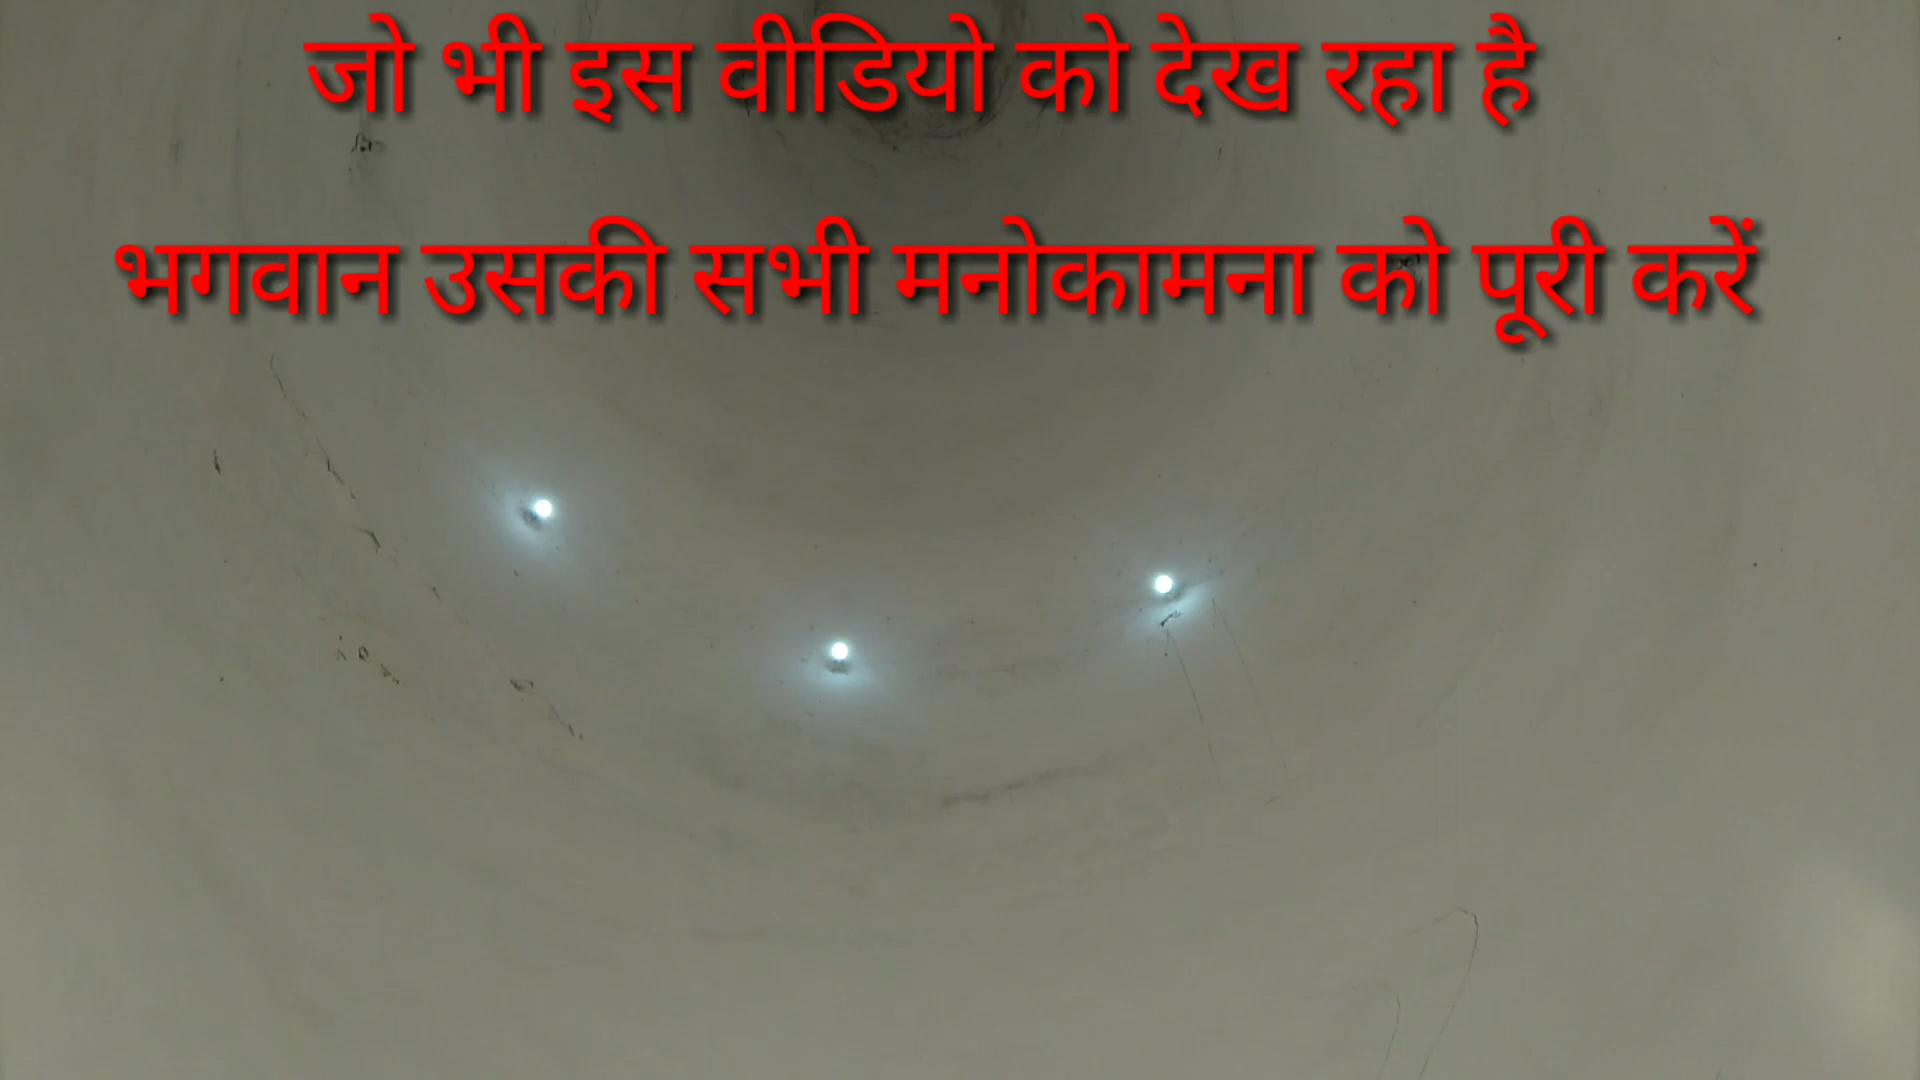 जो भी इस वीडियो को देख रहा है
भगवान उसकी सभी मनोकामना को पूरी करें